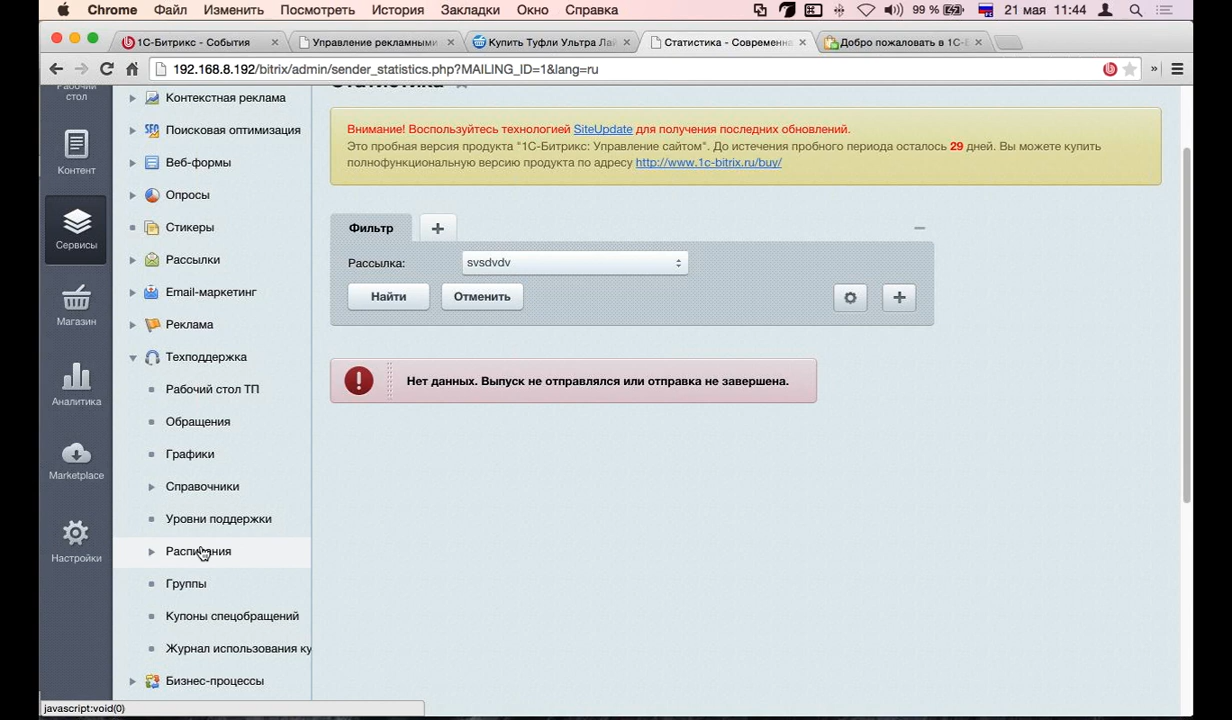 Chrome Файл Изменить Посмотреть История Закладки Окно Справка 99 % 21 мая 11:44
1С-Битрикс - События Управление рекламными Купить Туфли Ультра Лай Статистика - Современна Добро пожаловать в 1С-Б
192.168.8.192/bitrix/admin/sender_statistics.php?MAILING_ID=1&lang=ru
Рабочий стол
Контент
Сервисы
Магазин
Аналитика
Marketplace
Настройки
Контекстная реклама
Поисковая оптимизация
Веб-формы
Опросы
Стикеры
Рассылки
Email-маркетинг
Реклама
Техподдержка
Рабочий стол ТП
Обращения
Графики
Справочники
Уровни поддержки
Расписания
Группы
Купоны спецобращений
Журнал использования ку
Бизнес-процессы
Статистика
Внимание! Воспользуйтесь технологией SiteUpdate для получения последних обновлений.
Это пробная версия продукта "1С-Битрикс: Управление сайтом". До истечения пробного периода осталось 29 дней. Вы можете купить
полнофункциональную версию продукта по адресу http://www.1c-bitrix.ru/buy/
Фильтр
Рассылка: svsdvdv
Найти Отменить
Нет данных. Выпуск не отправлялся или отправка не завершена.
javascript:void(0)